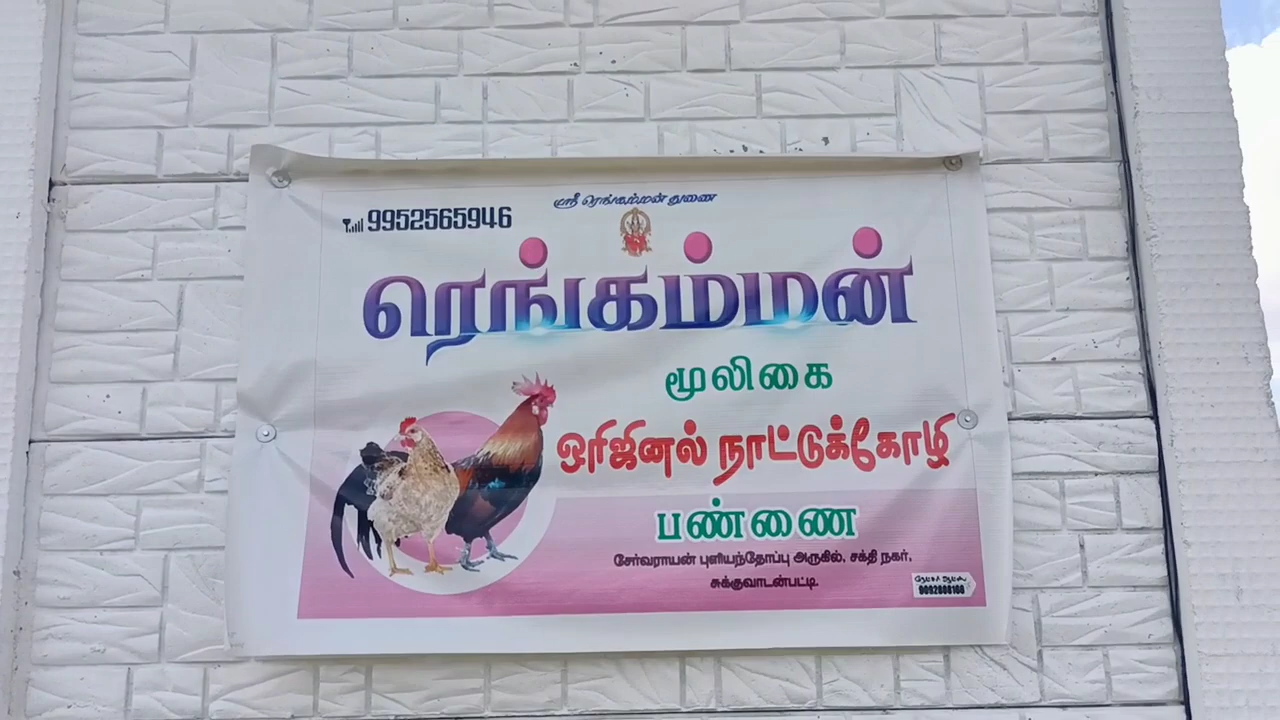 ஸ்ரீ ரெங்கம்மன் துணை
9952565946
ரெங்கம்மன்
மூலிகை
ஒரிஜினல் நாட்டுக்கோழி
பண்ணை
சேர்வராயன் புளியந்தோப்பு அருகில், சக்தி நகர்,
சுக்குவாடன்பட்டி.